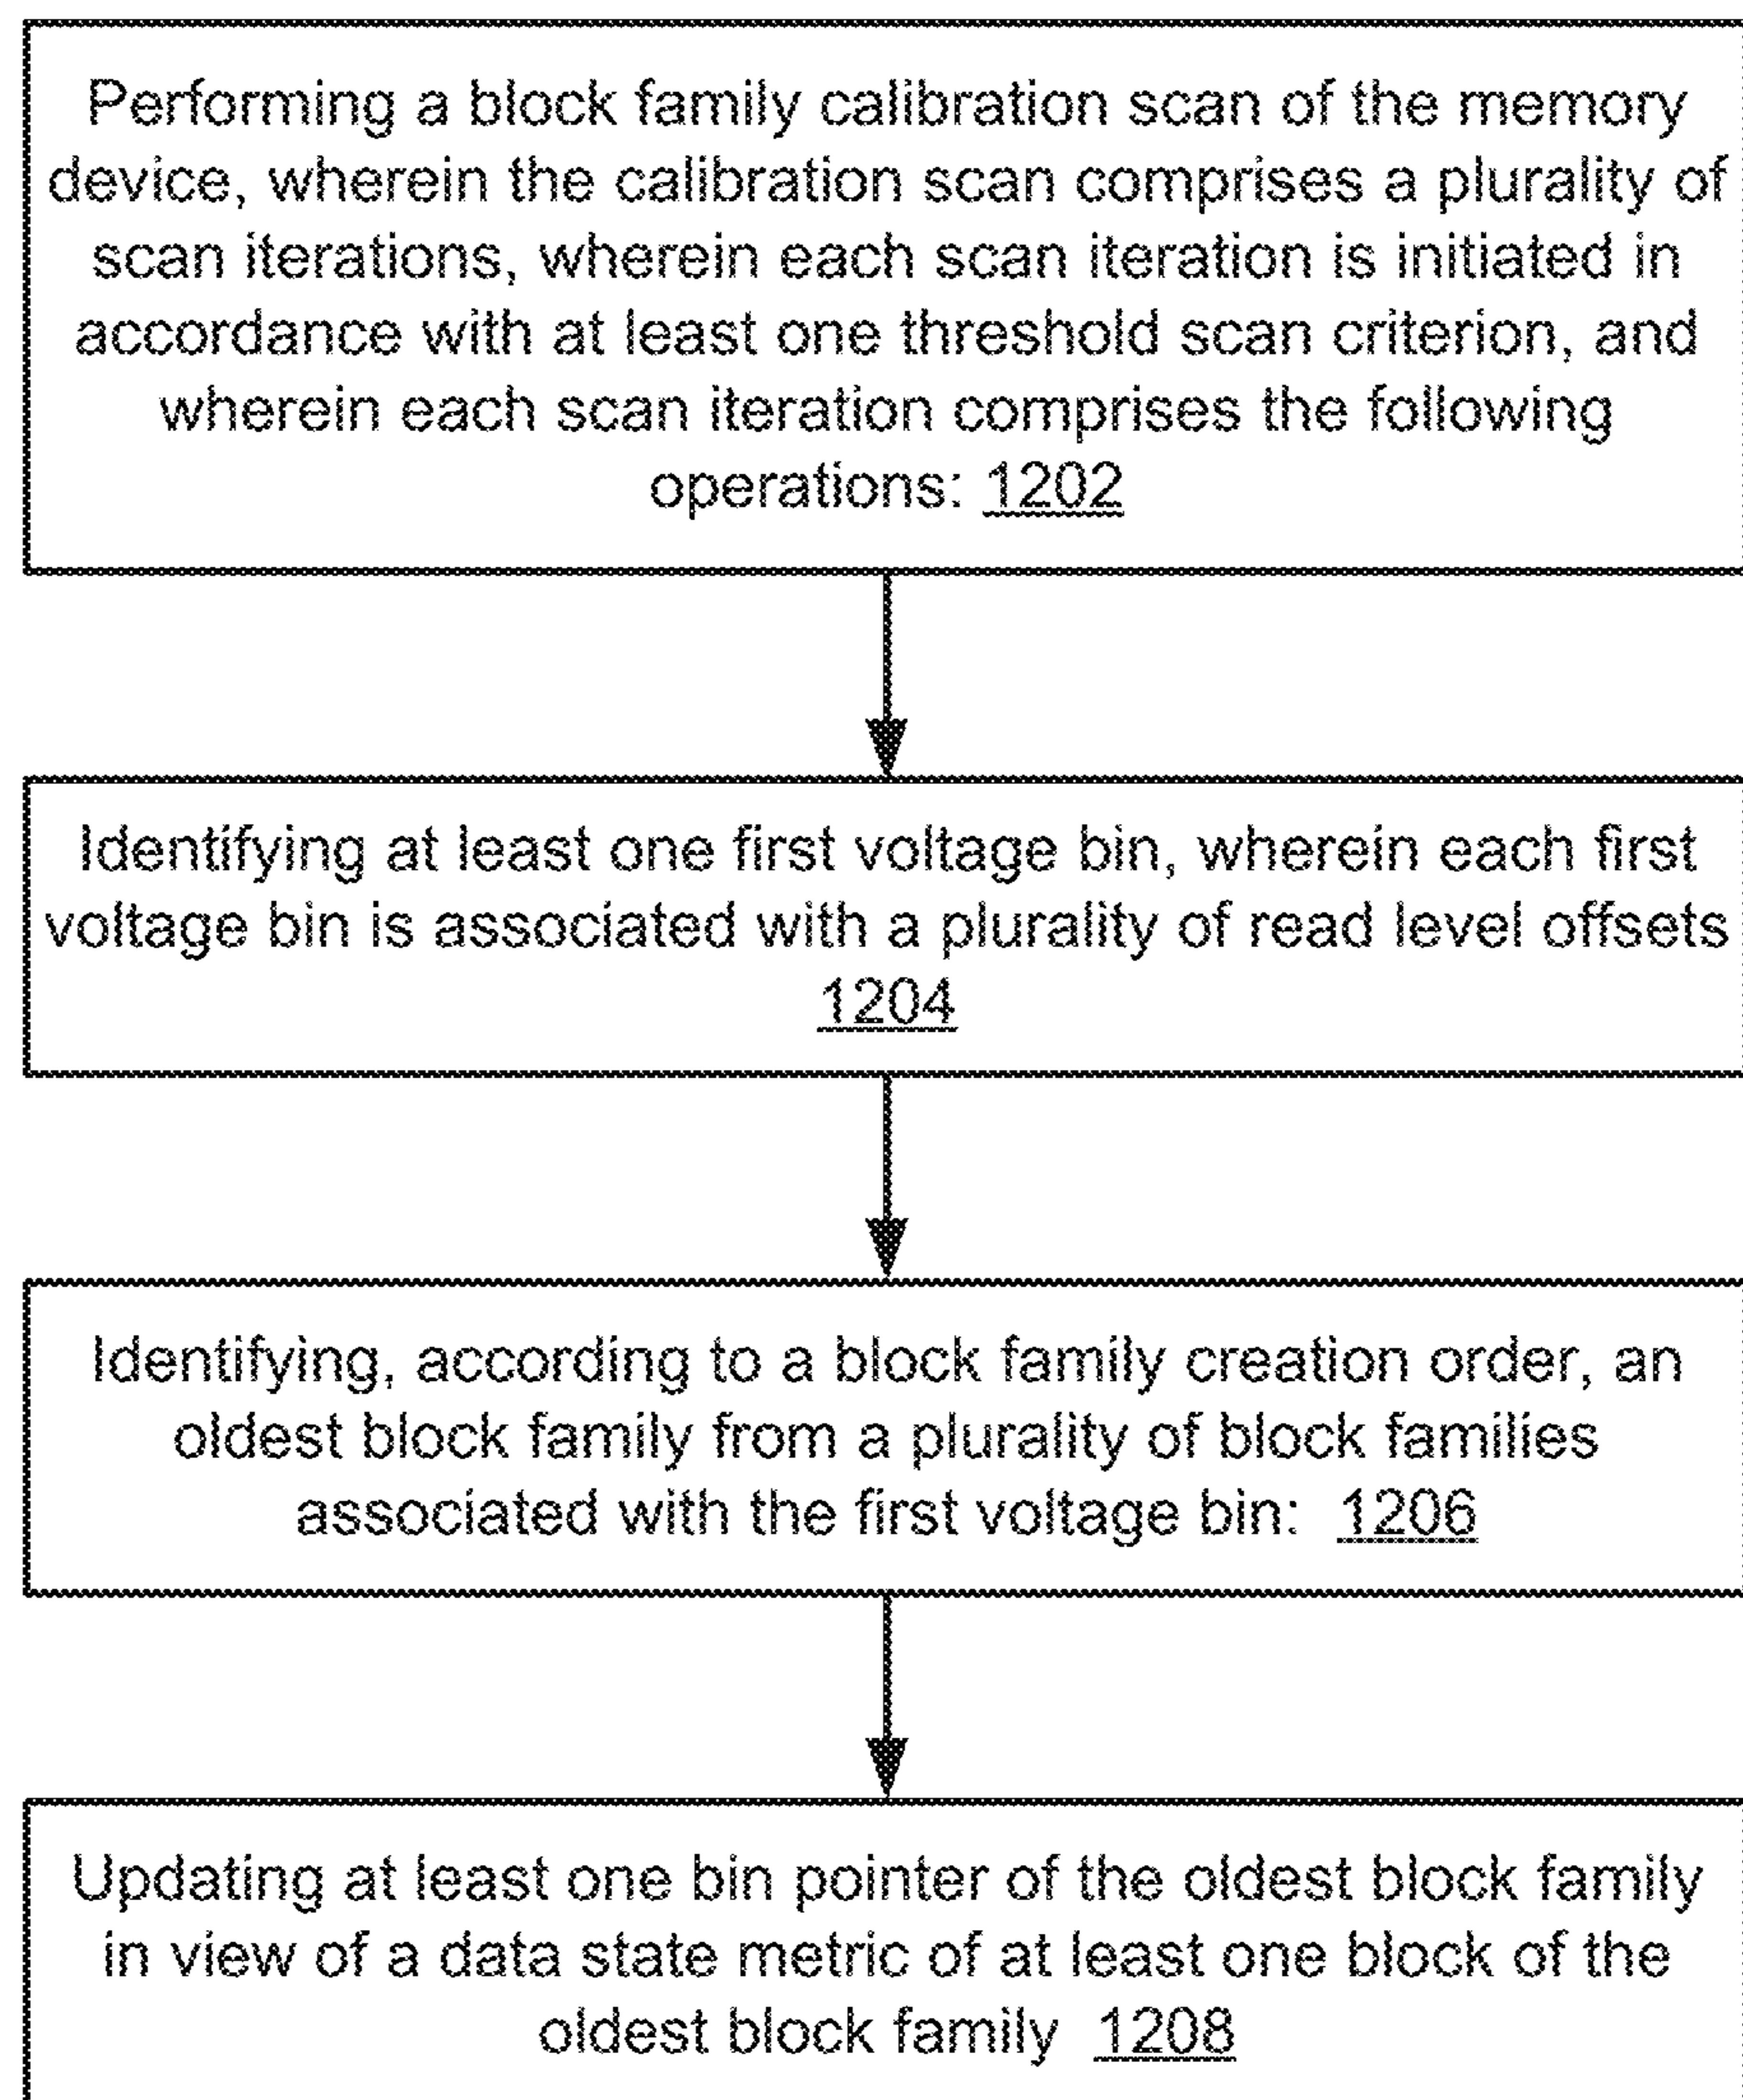 Performing a block family calibration scan of the memory
device, wherein the calibration scan comprises a plurality of
scan iterations, wherein each scan iteration is initiated in
accordance with at least one threshold scan criterion, and
wherein each scan iteration comprises the following
operations: 1202
Identifying at least one first voltage bin, wherein each first
voltage bin is associated with a plurality of read level offsets
1204
Identifying, according to a block family creation order, an
oldest block family from a plurality of block families
associated with the first voltage bin: 1206
Updating at least one bin pointer of the oldest block family
in view of a data state metric of at least one block of the
oldest block family 1208